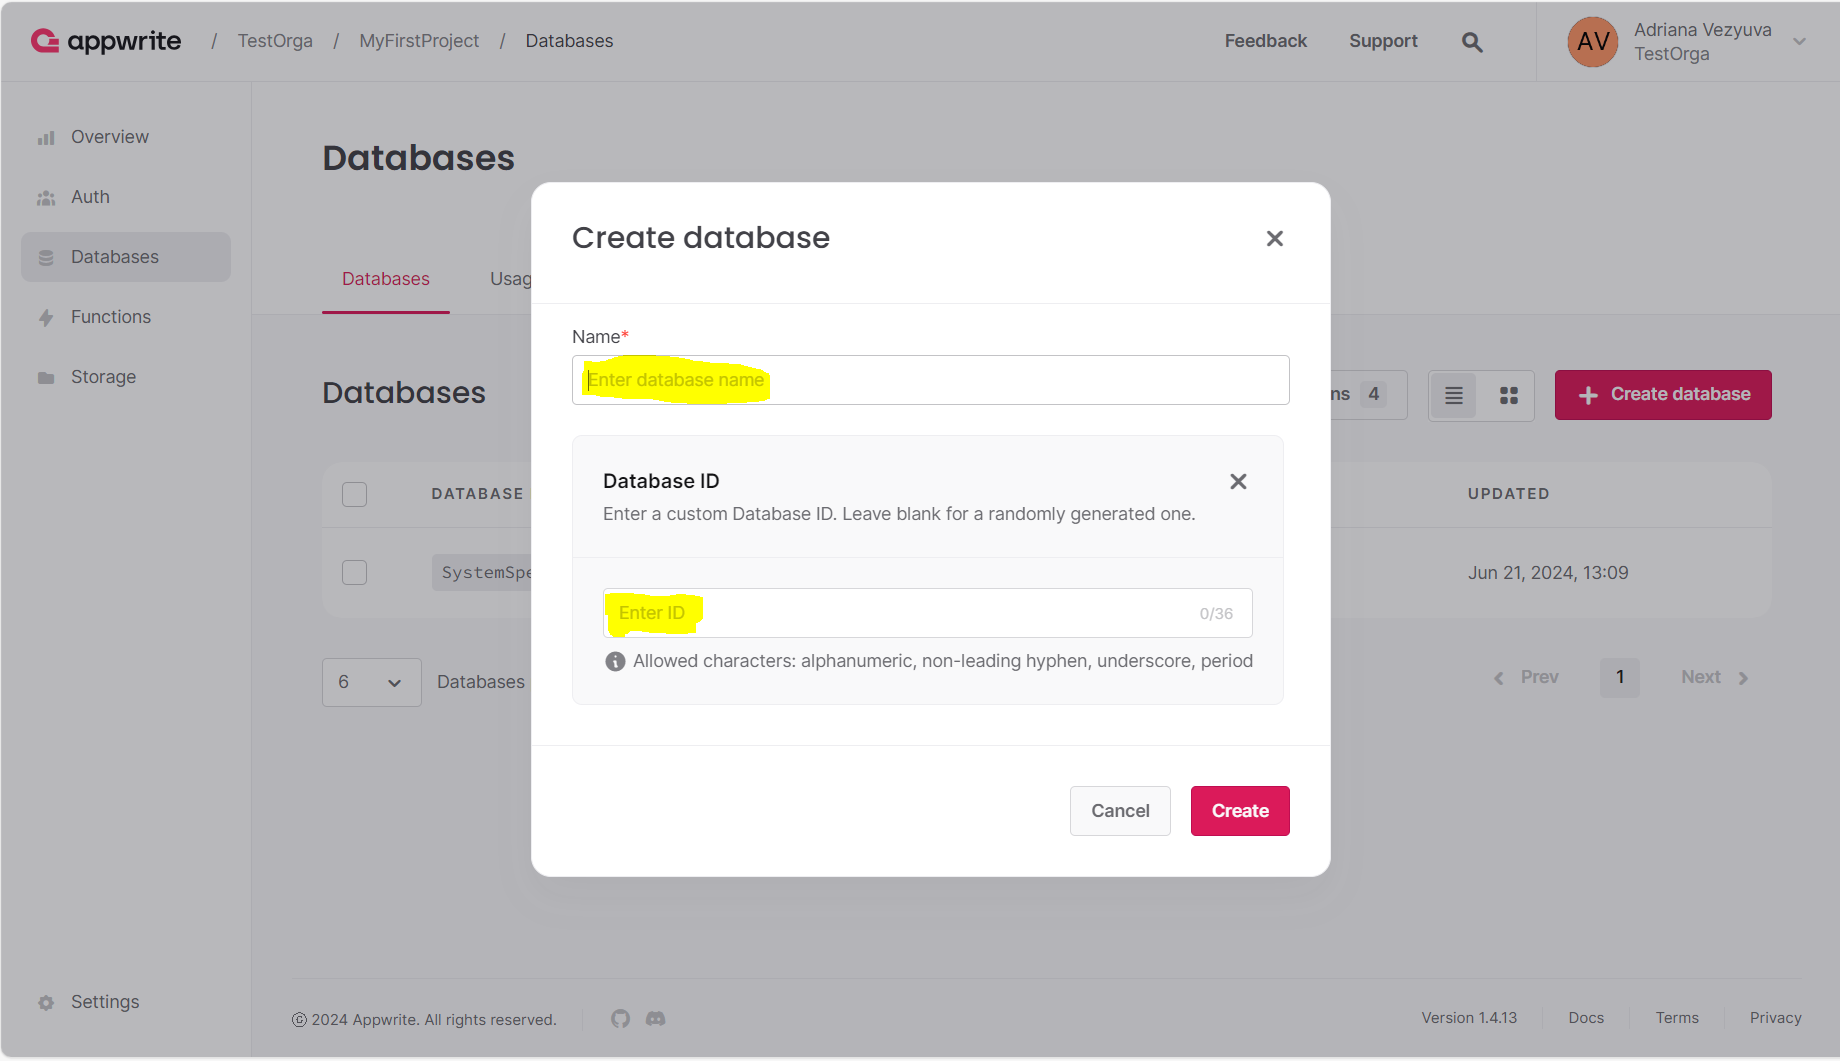 appwrite / TestOrga / MyFirstProject / Databases
Feedback Support
AV
Adriana Vezyuva
TestOrga
Overview
Auth
Databases
Functions
Storage
Settings
Databases
Databases Usag
Databases
ns 4
Create database
DATABASE UPDATED
SystemSpe Jun 21, 2024, 13:09
6 Databases
Prev 1 Next
Create database
Name*
Enter database name
Database ID
Enter a custom Database ID. Leave blank for a randomly generated one.
Enter ID 0/36
Allowed characters: alphanumeric, non-leading hyphen, underscore, period
Cancel Create
© 2024 Appwrite. All rights reserved.
Version 1.4.13 Docs Terms Privacy